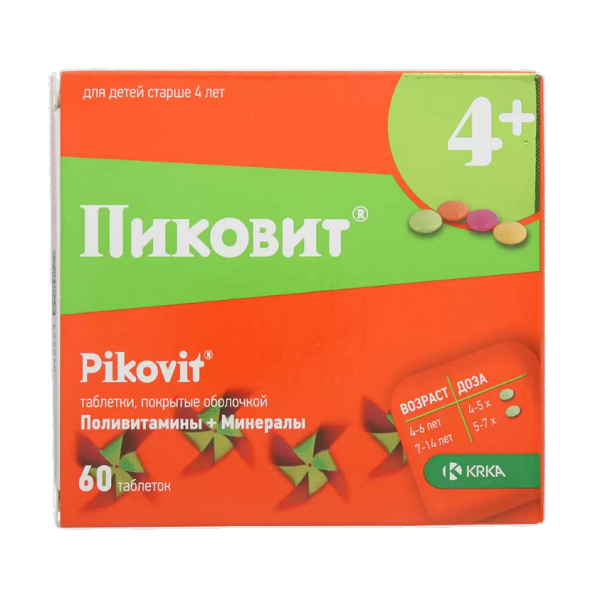 для детей старше 4 лет
4+
Пиковит®
Pikovit®
таблетки, покрытые оболочкой
Поливитамины + Минералы
60 таблеток
ВОЗРАСТ ДОЗА
4-6 лет 4-5 x
7-14 лет 5-7 x
KRKA